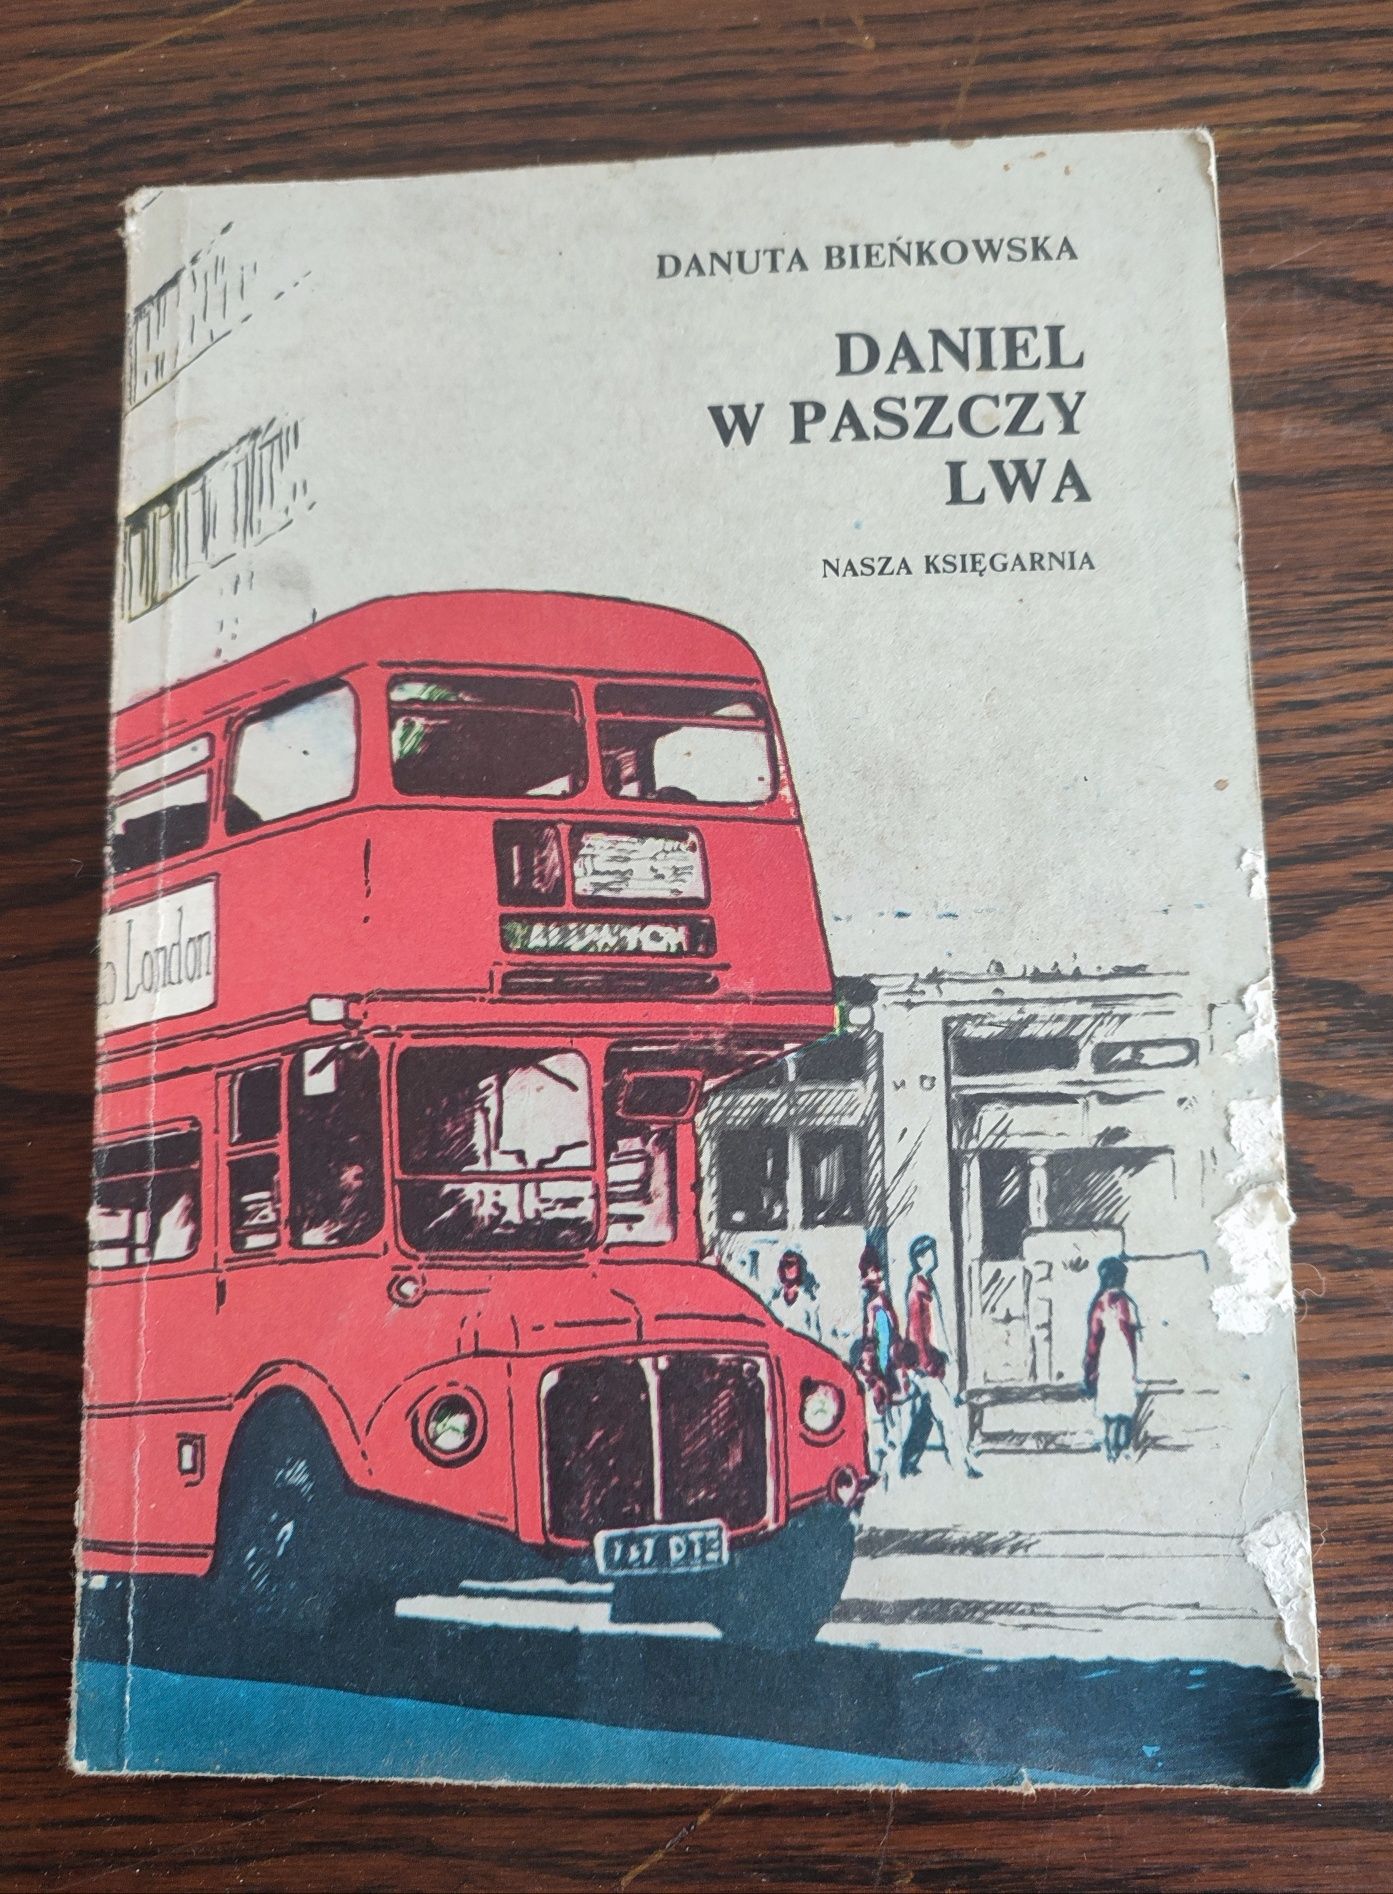 DANUTA BIEŃKOWSKA
DANIEL
W PASZCZY
LWA
NASZA KSIĘGARNIA
London